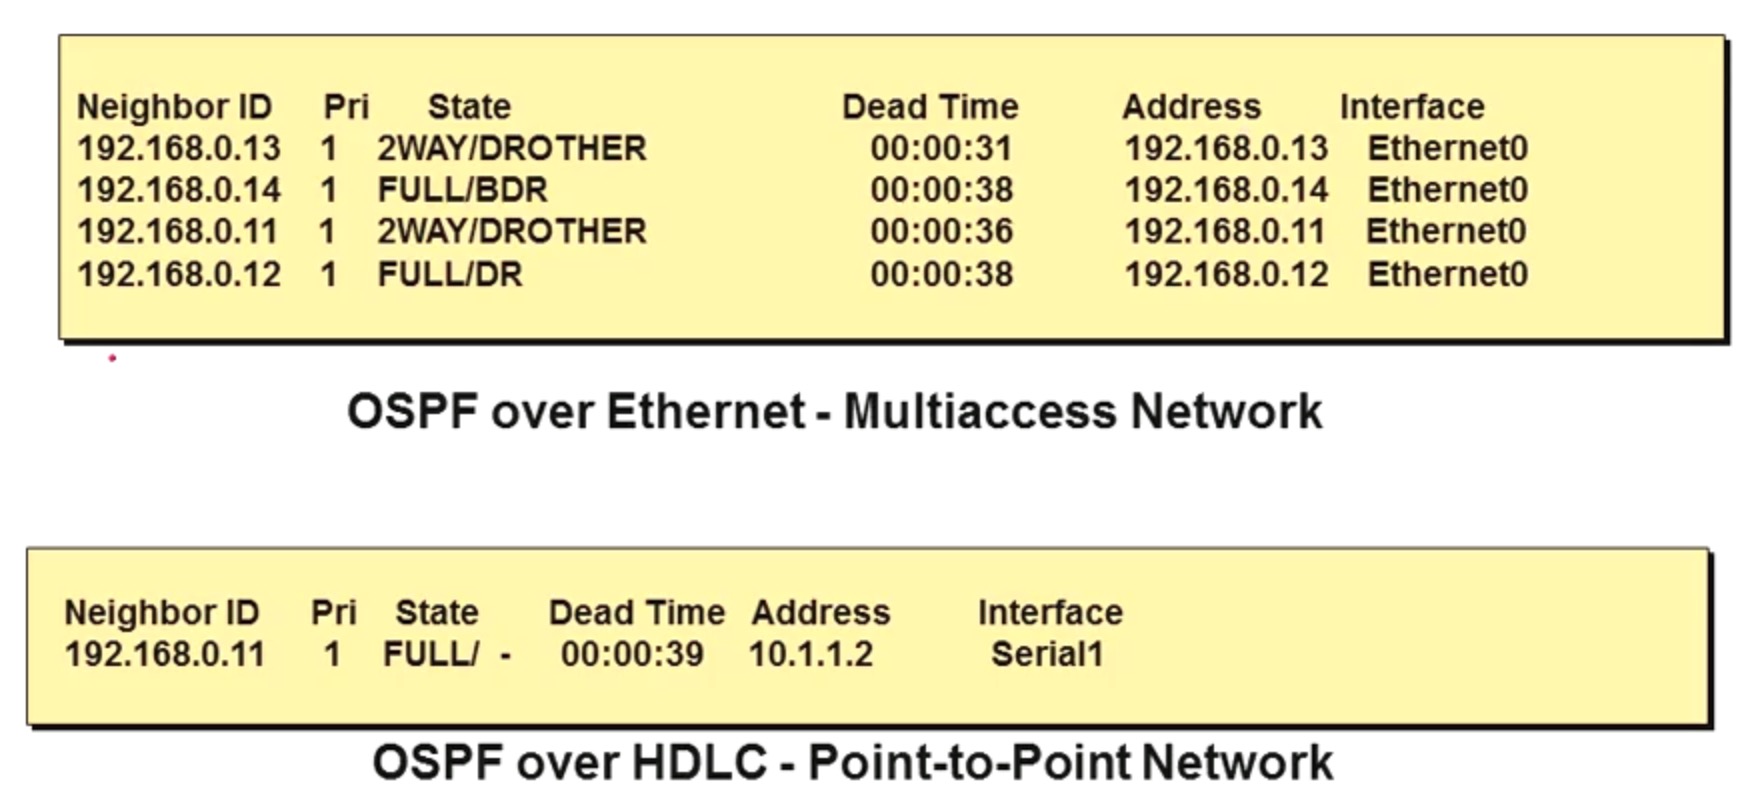 Neighbor ID Pri State Dead Time Address Interface
192.168.0.13 1 2WAY/DROTHER 00:00:31 192.168.0.13 Ethernet0
192.168.0.14 1 FULL/BDR 00:00:38 192.168.0.14 Ethernet0
192.168.0.11 1 2WAY/DROTHER 00:00:36 192.168.0.11 Ethernet0
192.168.0.12 1 FULL/DR 00:00:38 192.168.0.12 Ethernet0
OSPF over Ethernet - Multiaccess Network
Neighbor ID Pri State Dead Time Address Interface
192.168.0.11 1 FULL/ - 00:00:39 10.1.1.2 Serial1
OSPF over HDLC - Point-to-Point Network